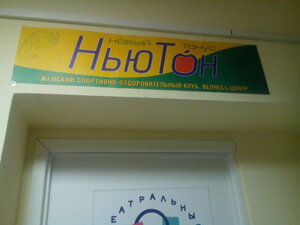 НОВЫЙ ТОНУС
НьюТон
ЖЕНСКИЙ СПОРТИВНО-ОЗДОРОВИТЕЛЬНЫЙ КЛУБ. ВЕЛНЕСС-ЦЕНТР